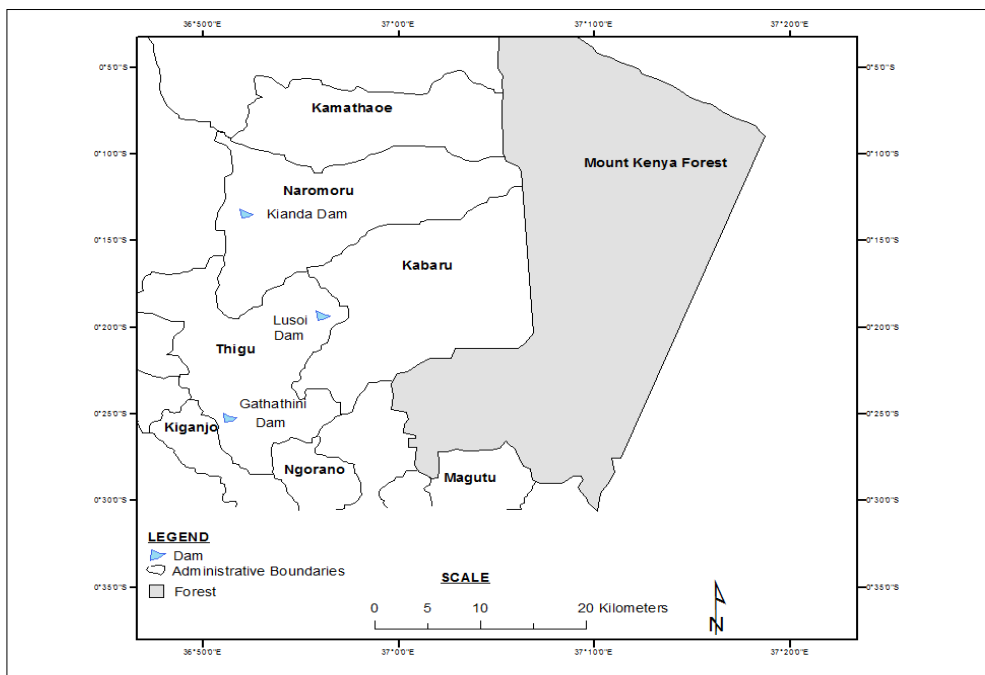 36°50'0"E 37°0'0"E 37°10'0"E 37°20'0"E
0°5'0"S 0°5'0"S
Kamathaoe
0°10'0"S 0°10'0"S
Mount Kenya Forest
Naromoru
Kianda Dam
0°15'0"S 0°15'0"S
Kabaru
Lusoi
Dam
0°20'0"S 0°20'0"S
Thigu
Gathathini
Dam
0°25'0"S 0°25'0"S
Kiganjo
Ngorano
Magutu
0°30'0"S 0°30'0"S
LEGEND
Dam
Administrative Boundaries
Forest
SCALE
0 5 10 20 Kilometers
0°35'0"S 0°35'0"S
N
36°50'0"E 37°0'0"E 37°10'0"E 37°20'0"E